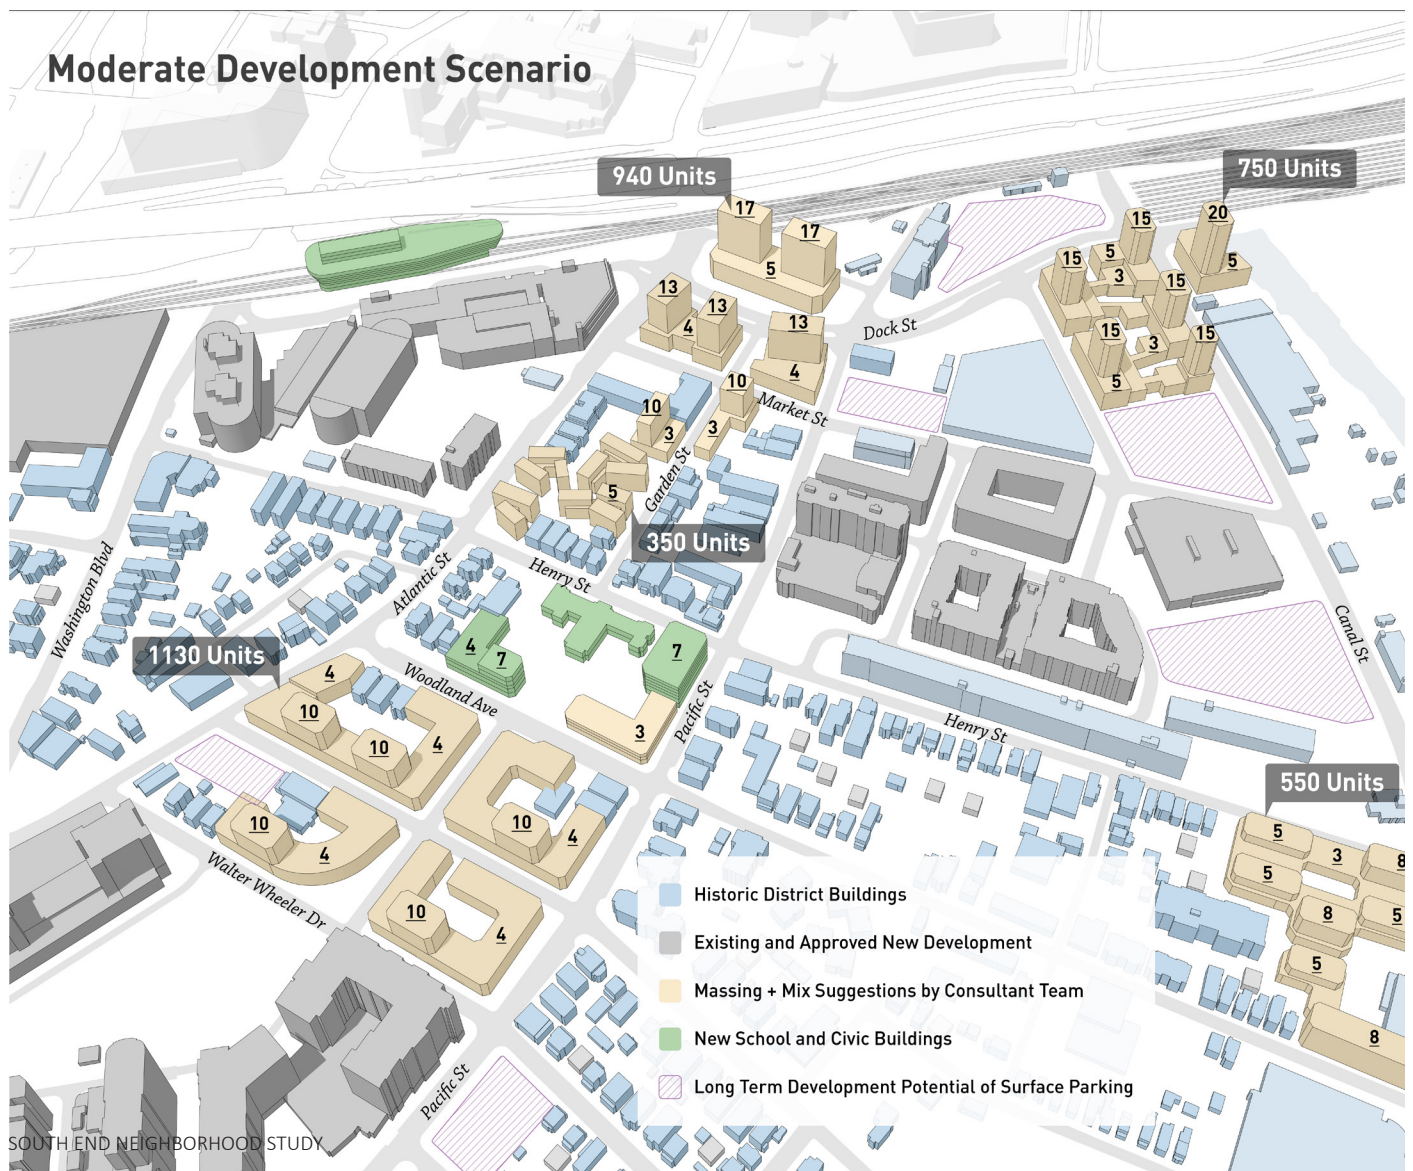 Moderate Development Scenario
940 Units
750 Units
17
17
5
15
20
15
5
3
5
15
13
13
4
13
4
Dock St
15
3
15
5
10
Market St
10
3
3
Garden St
5
350 Units
Henry St
Atlantic St
Washington Blvd
1130 Units
4
7
7
Woodland Ave
4
10
10
4
3
Pacific St
Henry St
Canal St
550 Units
10
4
10
4
Walter Wheeler Dr
10
4
5
3
8
5
8
5
5
8
Historic District Buildings
Existing and Approved New Development
Massing + Mix Suggestions by Consultant Team
New School and Civic Buildings
Long Term Development Potential of Surface Parking
Pacific St
SOUTH END NEIGHBORHOOD STUDY